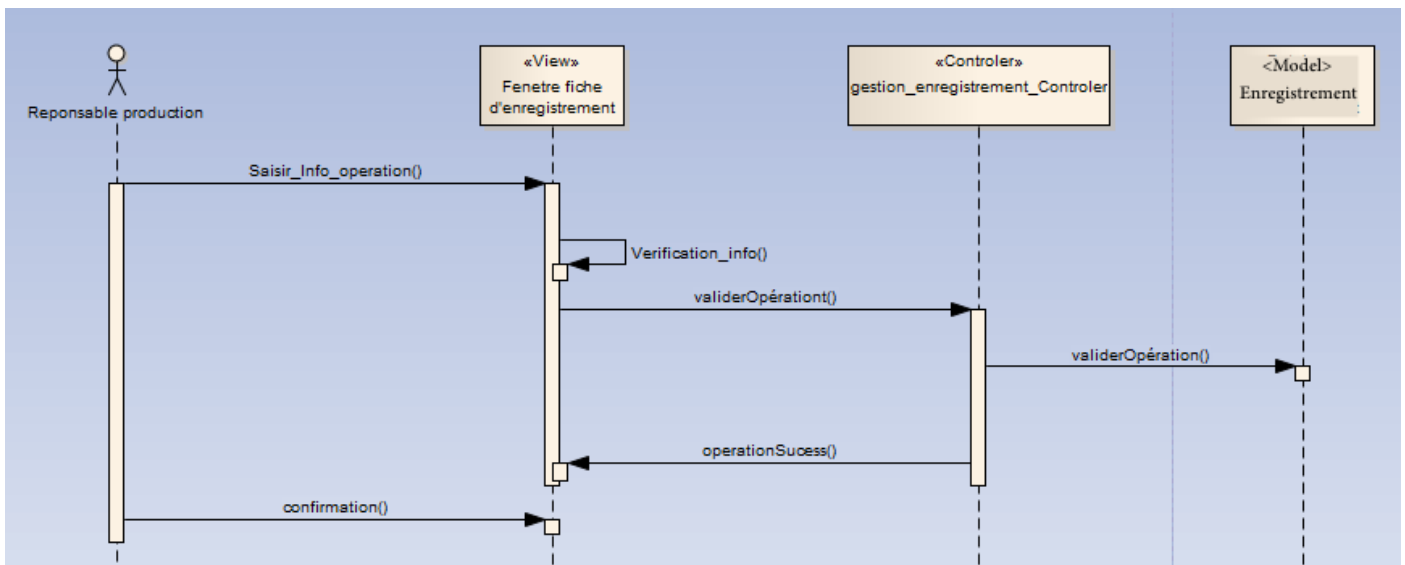 Reponsable production
«View»
Fenetre fiche
d'enregistrement
«Controler»
gestion_enregistrement_Controler
<Model>
Enregistrement
Saisir_Info_operation()
Verification_info()
validerOpérationt()
validerOpération()
operationSucess()
confirmation()